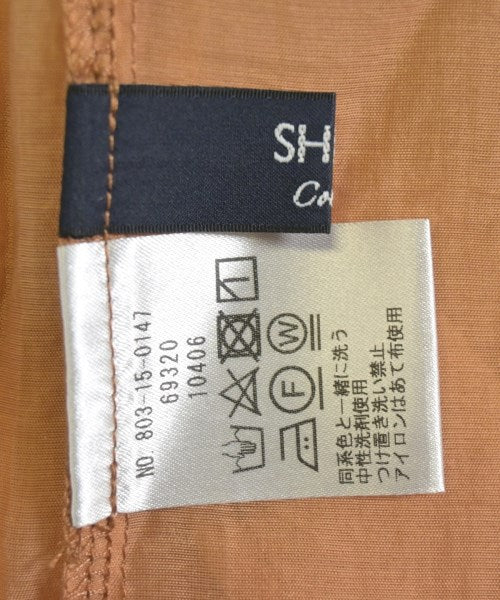 SH
Co
NO 803-15-0147
69320
10406
W
F
同系色と一緒に洗う
中性洗剤使用
つけ置き洗い禁止
アイロンはあて布使用